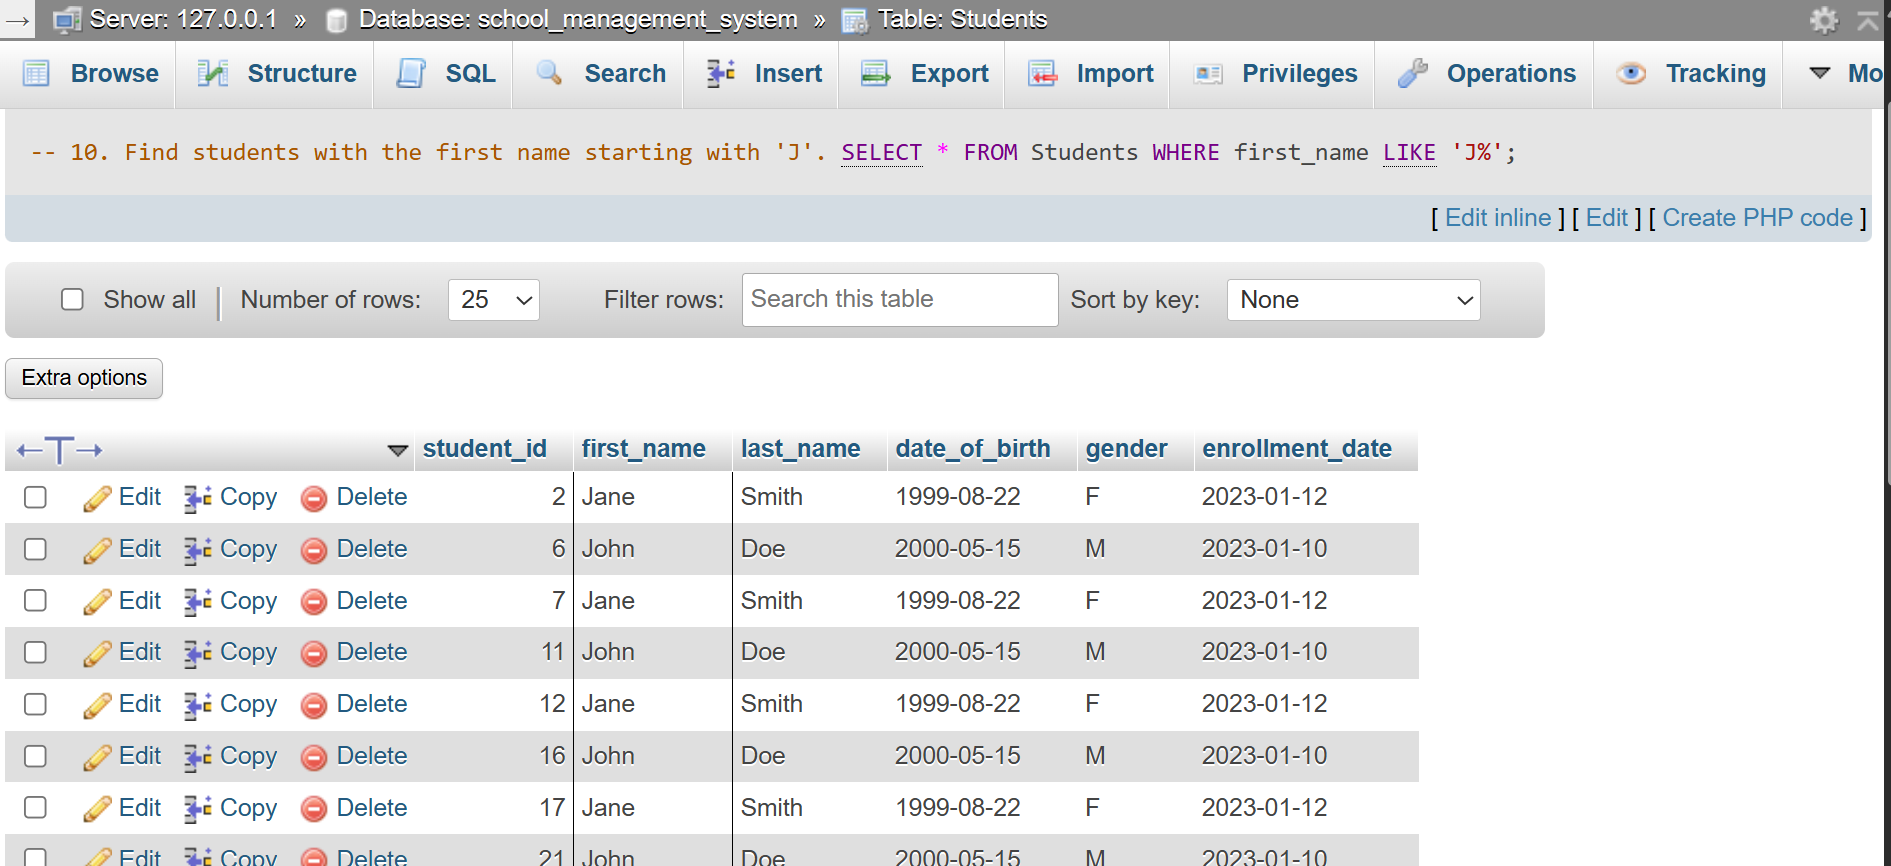 Server: 127.0.0.1 » Database: school_management_system » Table: Students
Browse Structure SQL Search Insert Export Import Privileges Operations Tracking Mo
-- 10. Find students with the first name starting with 'J'. SELECT * FROM Students WHERE first_name LIKE 'J%';
[ Edit inline ] [ Edit ] [ Create PHP code ]
Show all Number of rows: 25 Filter rows: Search this table Sort by key: None
Extra options
student_id first_name last_name date_of_birth gender enrollment_date
Edit Copy Delete 2 Jane Smith 1999-08-22 F 2023-01-12
Edit Copy Delete 6 John Doe 2000-05-15 M 2023-01-10
Edit Copy Delete 7 Jane Smith 1999-08-22 F 2023-01-12
Edit Copy Delete 11 John Doe 2000-05-15 M 2023-01-10
Edit Copy Delete 12 Jane Smith 1999-08-22 F 2023-01-12
Edit Copy Delete 16 John Doe 2000-05-15 M 2023-01-10
Edit Copy Delete 17 Jane Smith 1999-08-22 F 2023-01-12
Edit Copy Delete 21 John Doe 2000-05-15 M 2023-01-10